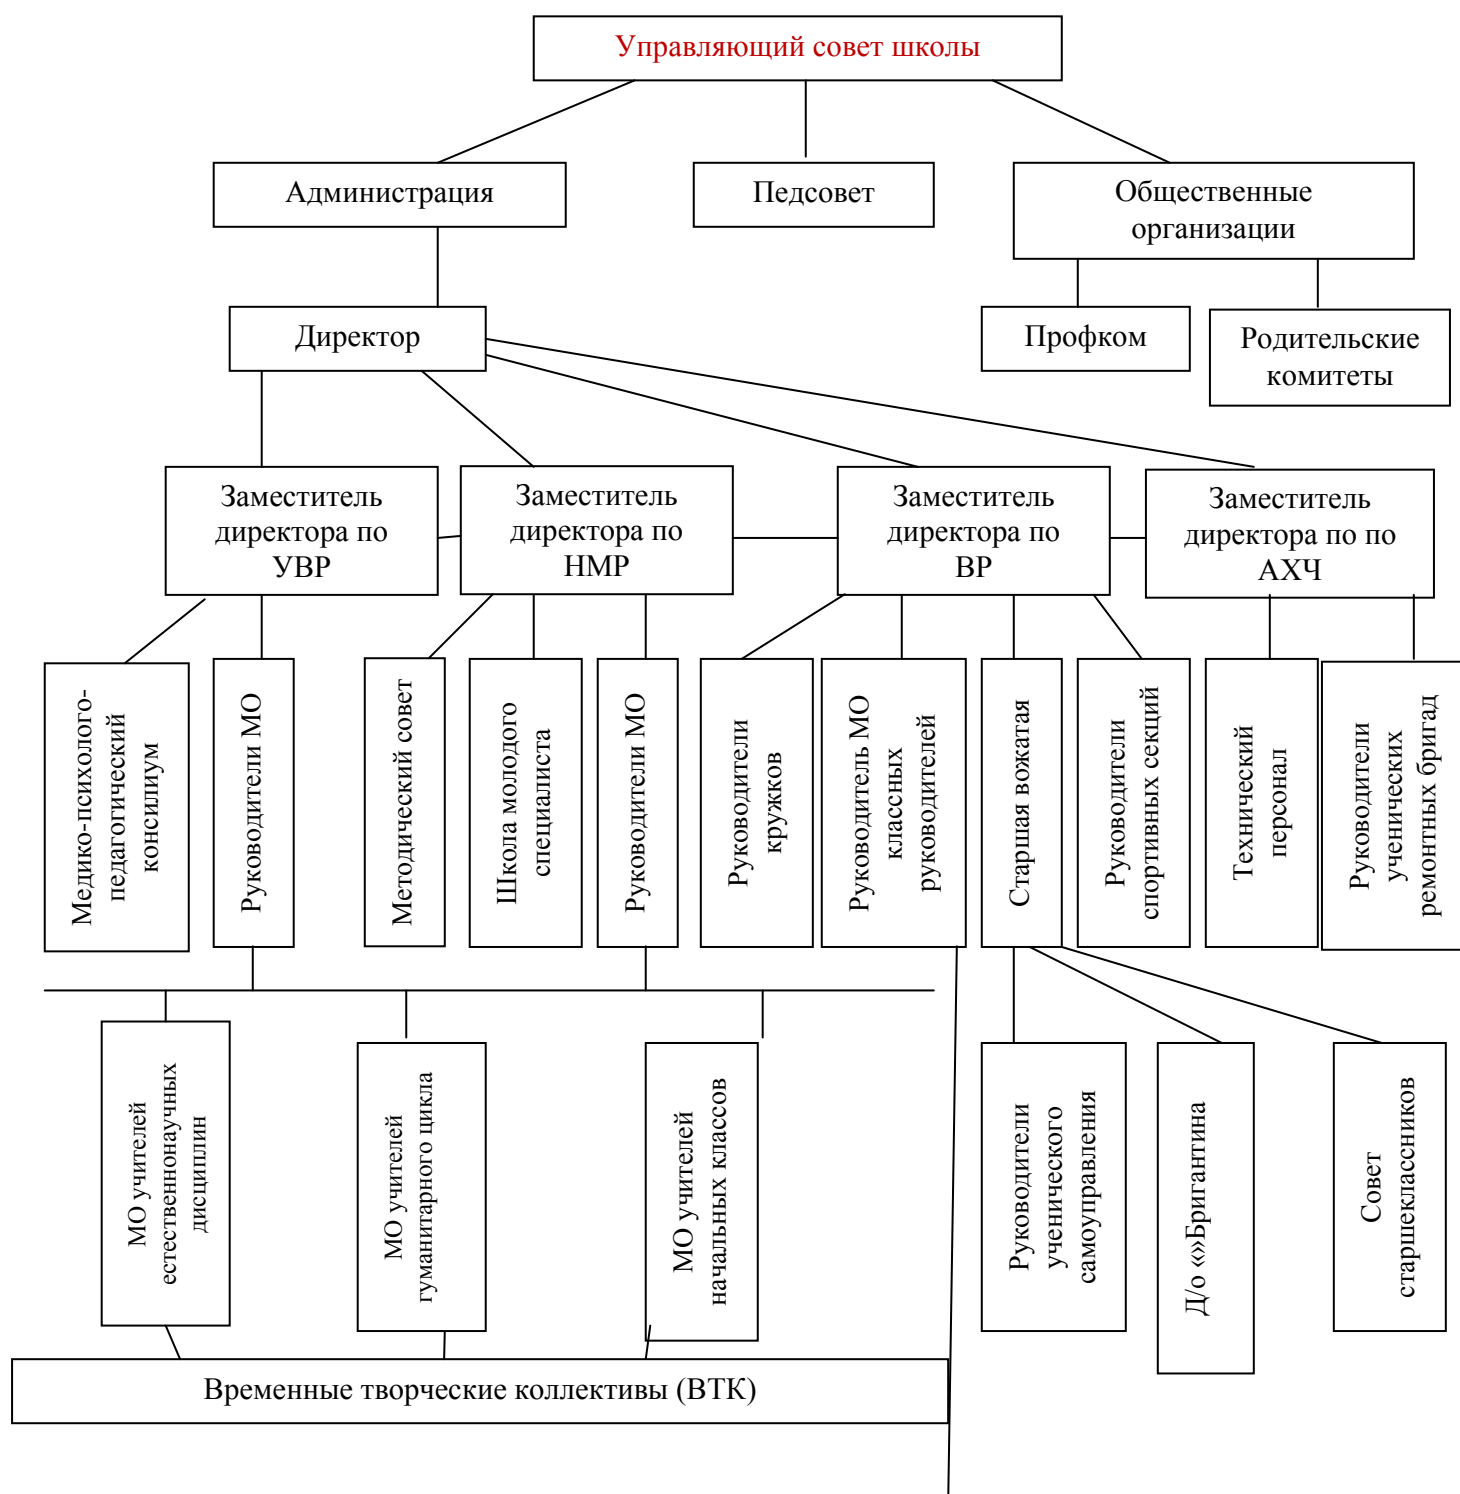 Управляющий совет школы
Администрация
Педсовет
Общественные
организации
Директор
Профком
Родительские
комитеты
Заместитель
директора по
УВР
Заместитель
директора по
НМР
Заместитель
директора по
ВР
Заместитель
директора по по
АХЧ
Медико-психолого-
педагогический
консилиум
Руководители МО
Методический совет
Школа молодого
специалиста
Руководители МО
Руководители
кружков
Руководитель МО
классных
руководителей
Старшая вожатая
Руководители
спортивных секций
Технический
персонал
Руководители
ученических
ремонтных бригад
МО учителей
естественнонаучных
дисциплин
МО учителей
гуманитарного цикла
МО учителей
начальных классов
Руководители
ученического
самоуправления
Д/о «»Бригантина
Совет
старшеклассников
Временные творческие коллективы (ВТК)